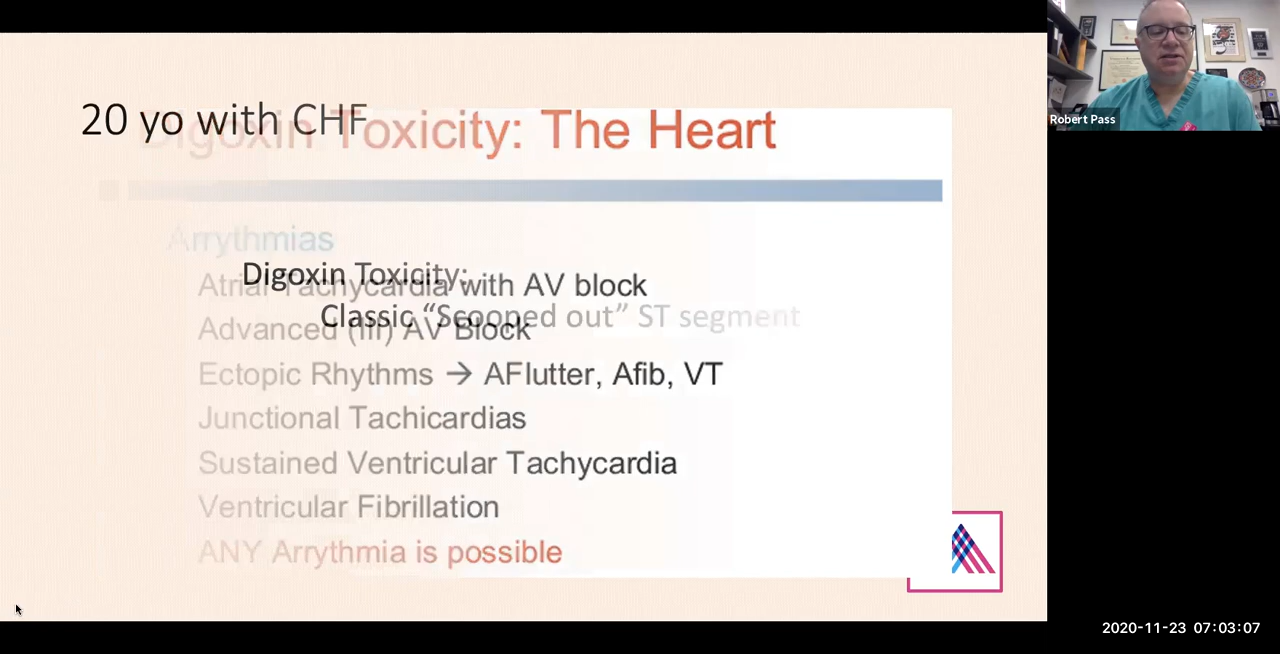 20 yo with CHF
Digoxin Toxicity: The Heart
Arrythmias
Digoxin Toxicity:
Atrial Tachycardia with AV block
Classic “Scooped out” ST segment
Advanced (III) AV Block
Ectopic Rhythms → AFlutter, Afib, VT
Junctional Tachicardias
Sustained Ventricular Tachycardia
Ventricular Fibrillation
ANY Arrythmia is possible
Robert Pass
2020-11-23 07:03:07